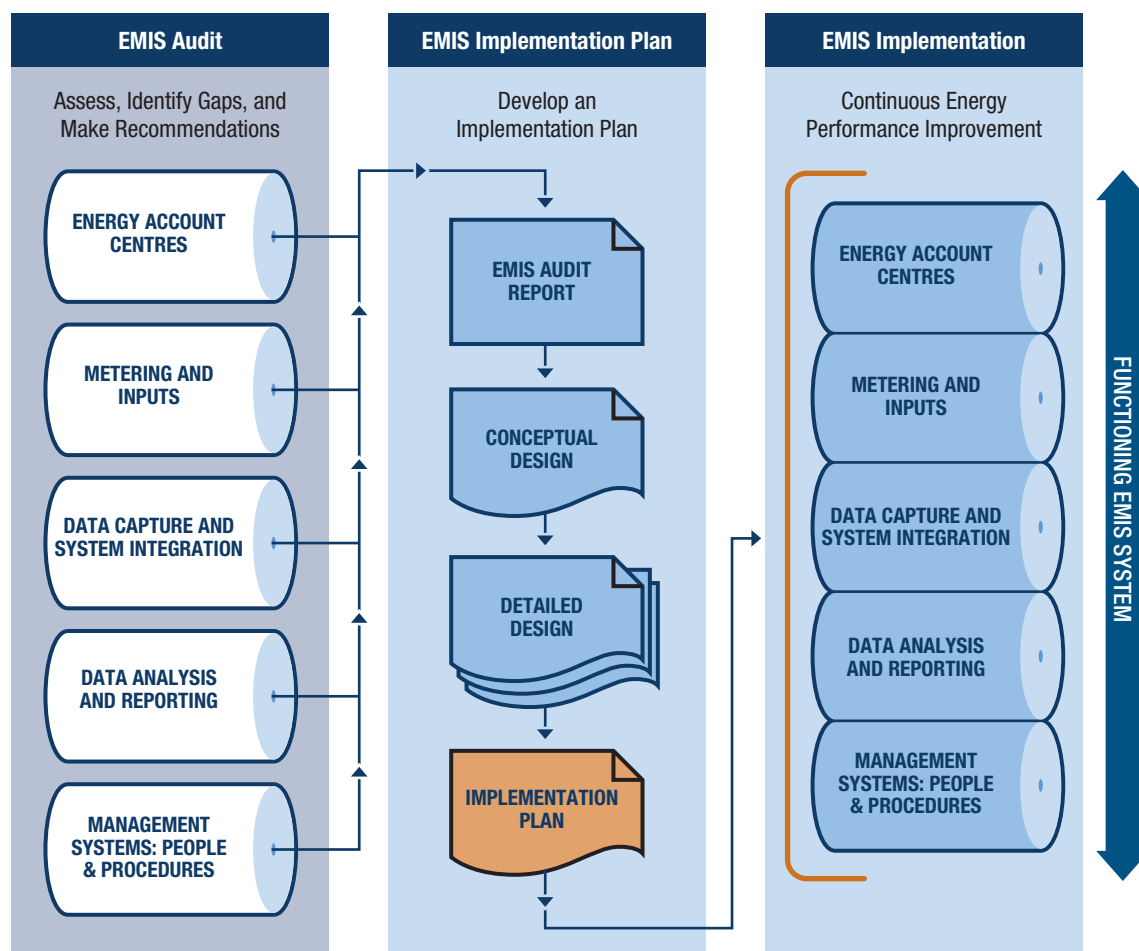 EMIS Audit
Assess, Identify Gaps, and
Make Recommendations
ENERGY ACCOUNT
CENTRES
METERING AND
INPUTS
DATA CAPTURE AND
SYSTEM INTEGRATION
DATA ANALYSIS
AND REPORTING
MANAGEMENT
SYSTEMS: PEOPLE
& PROCEDURES
EMIS Implementation Plan
Develop an
Implementation Plan
EMIS AUDIT
REPORT
CONCEPTUAL
DESIGN
DETAILED
DESIGN
IMPLEMENTATION
PLAN
EMIS Implementation
Continuous Energy
Performance Improvement
ENERGY ACCOUNT
CENTRES
METERING AND
INPUTS
DATA CAPTURE AND
SYSTEM INTEGRATION
DATA ANALYSIS
AND REPORTING
MANAGEMENT
SYSTEMS: PEOPLE
& PROCEDURES
FUNCTIONING EMIS SYSTEM